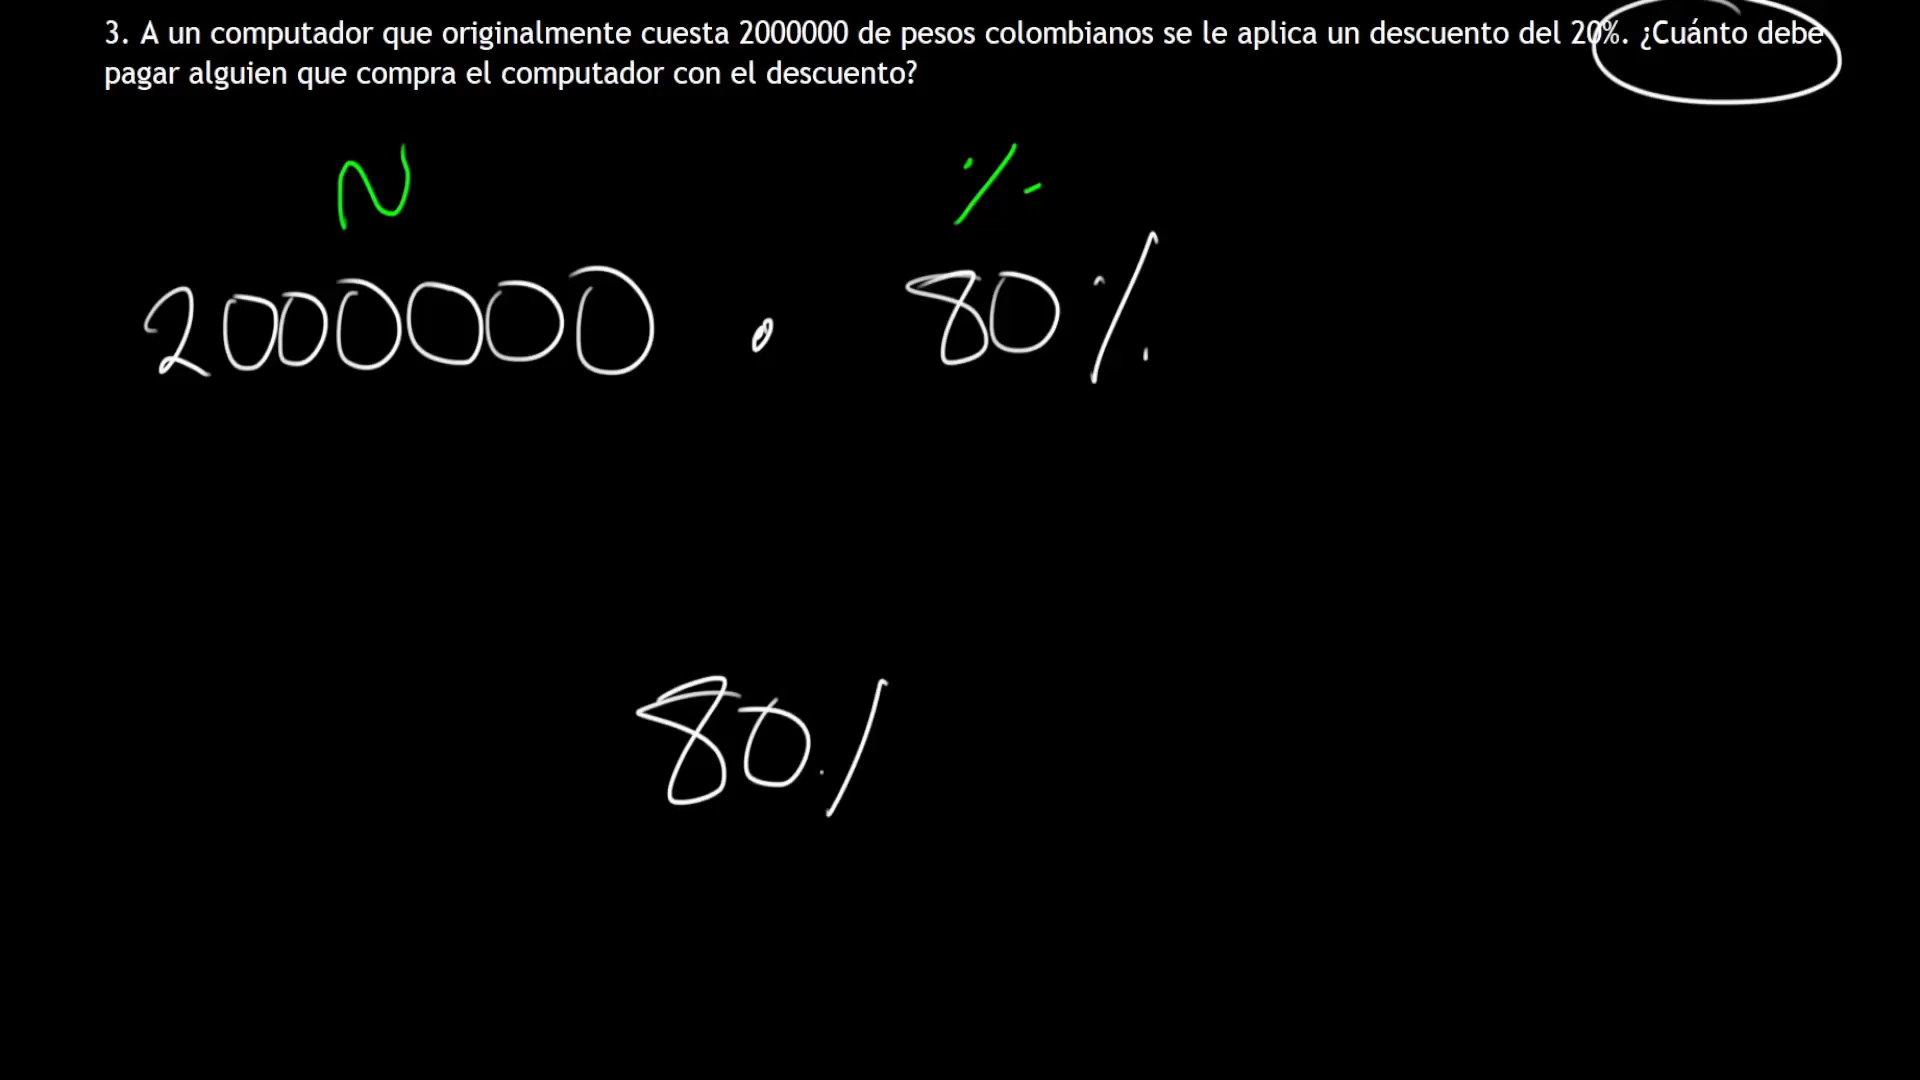 3. A un computador que originalmente cuesta 2000000 de pesos colombianos se le aplica un descuento del 20%. ¿Cuánto debe
pagar alguien que compra el computador con el descuento?
N %
2000000 . 80%
80%